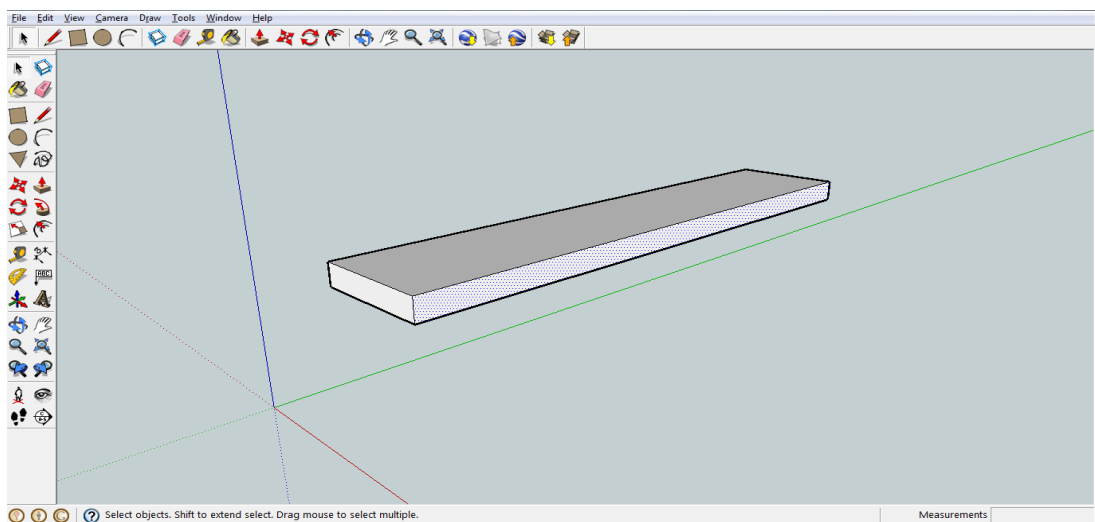 File Edit View Camera Draw Tools Window Help
ABC
Select objects. Shift to extend select. Drag mouse to select multiple. Measurements